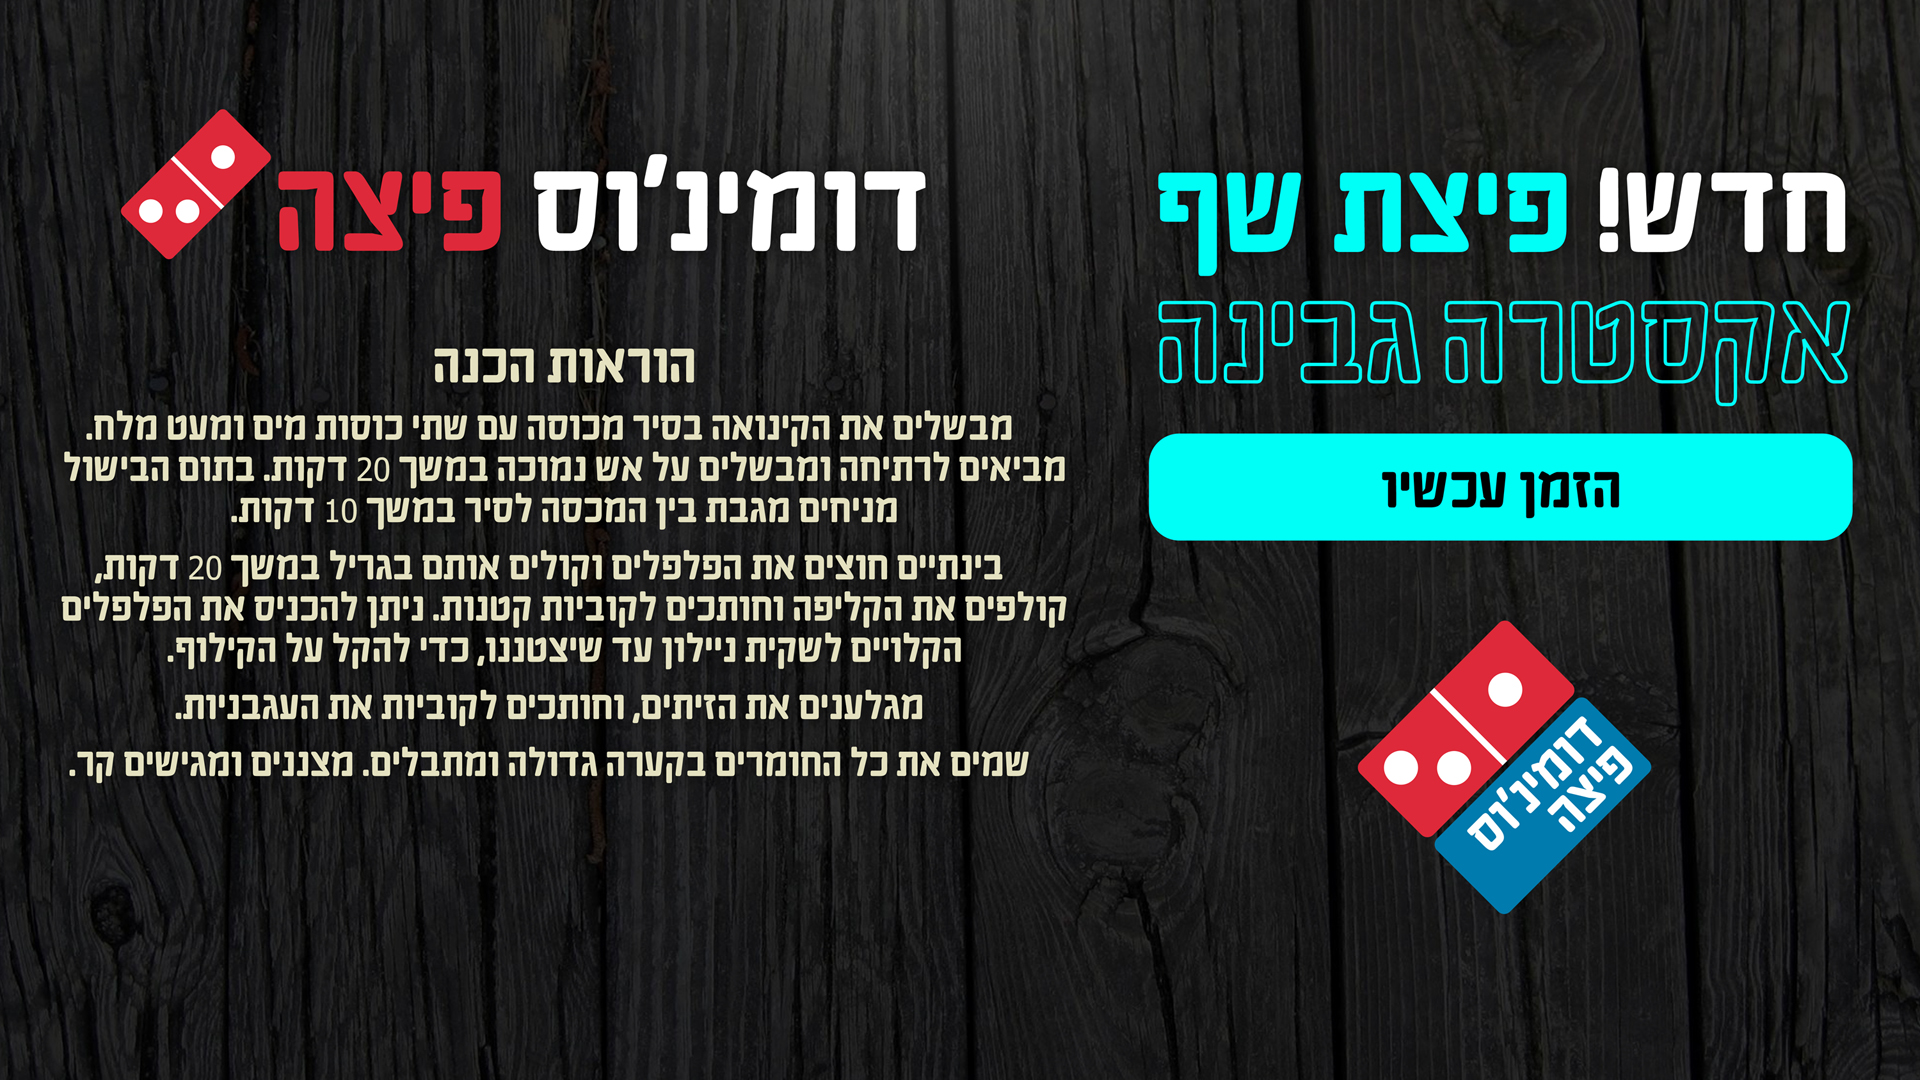 חדש! פיצת שף
אקסטרה גבינה
הזמן עכשיו
דומינ'וס
פיצה
דומינ'וס פיצה
הוראות הכנה
מבשלים את הקינואה בסיר מכוסה עם שתי כוסות מים ומעט מלח.
מביאים לרתיחה ומבשלים על אש נמוכה במשך 20 דקות. בתום הבישול
מניחים מגבת בין המכסה לסיר במשך 10 דקות.
בינתיים חוצים את הפלפלים וקולים אותם בגריל במשך 20 דקות,
קולפים את הקליפה וחותכים לקוביות קטנות. ניתן להכניס את הפלפלים
הקלויים לשקית ניילון עד שיצטננו, כדי להקל על הקילוף.
מגלענים את הזיתים, וחותכים לקוביות את העגבניות.
שמים את כל החומרים בקערה גדולה ומתבלים. מצננים ומגישים קר.